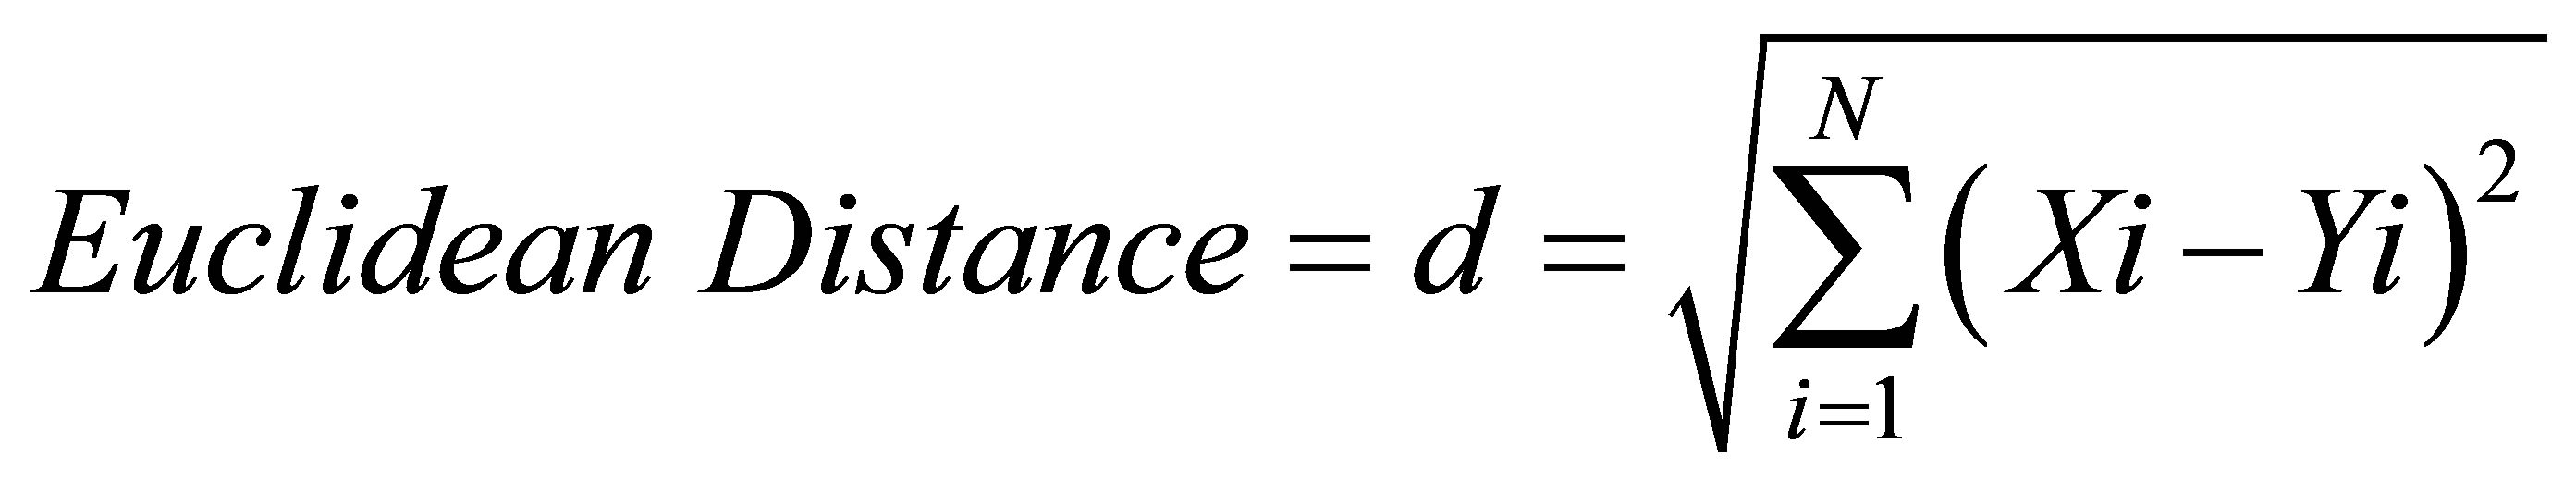 Euclidean Distance = d = √∑_{i=1}^{N} (Xi − Yi)²